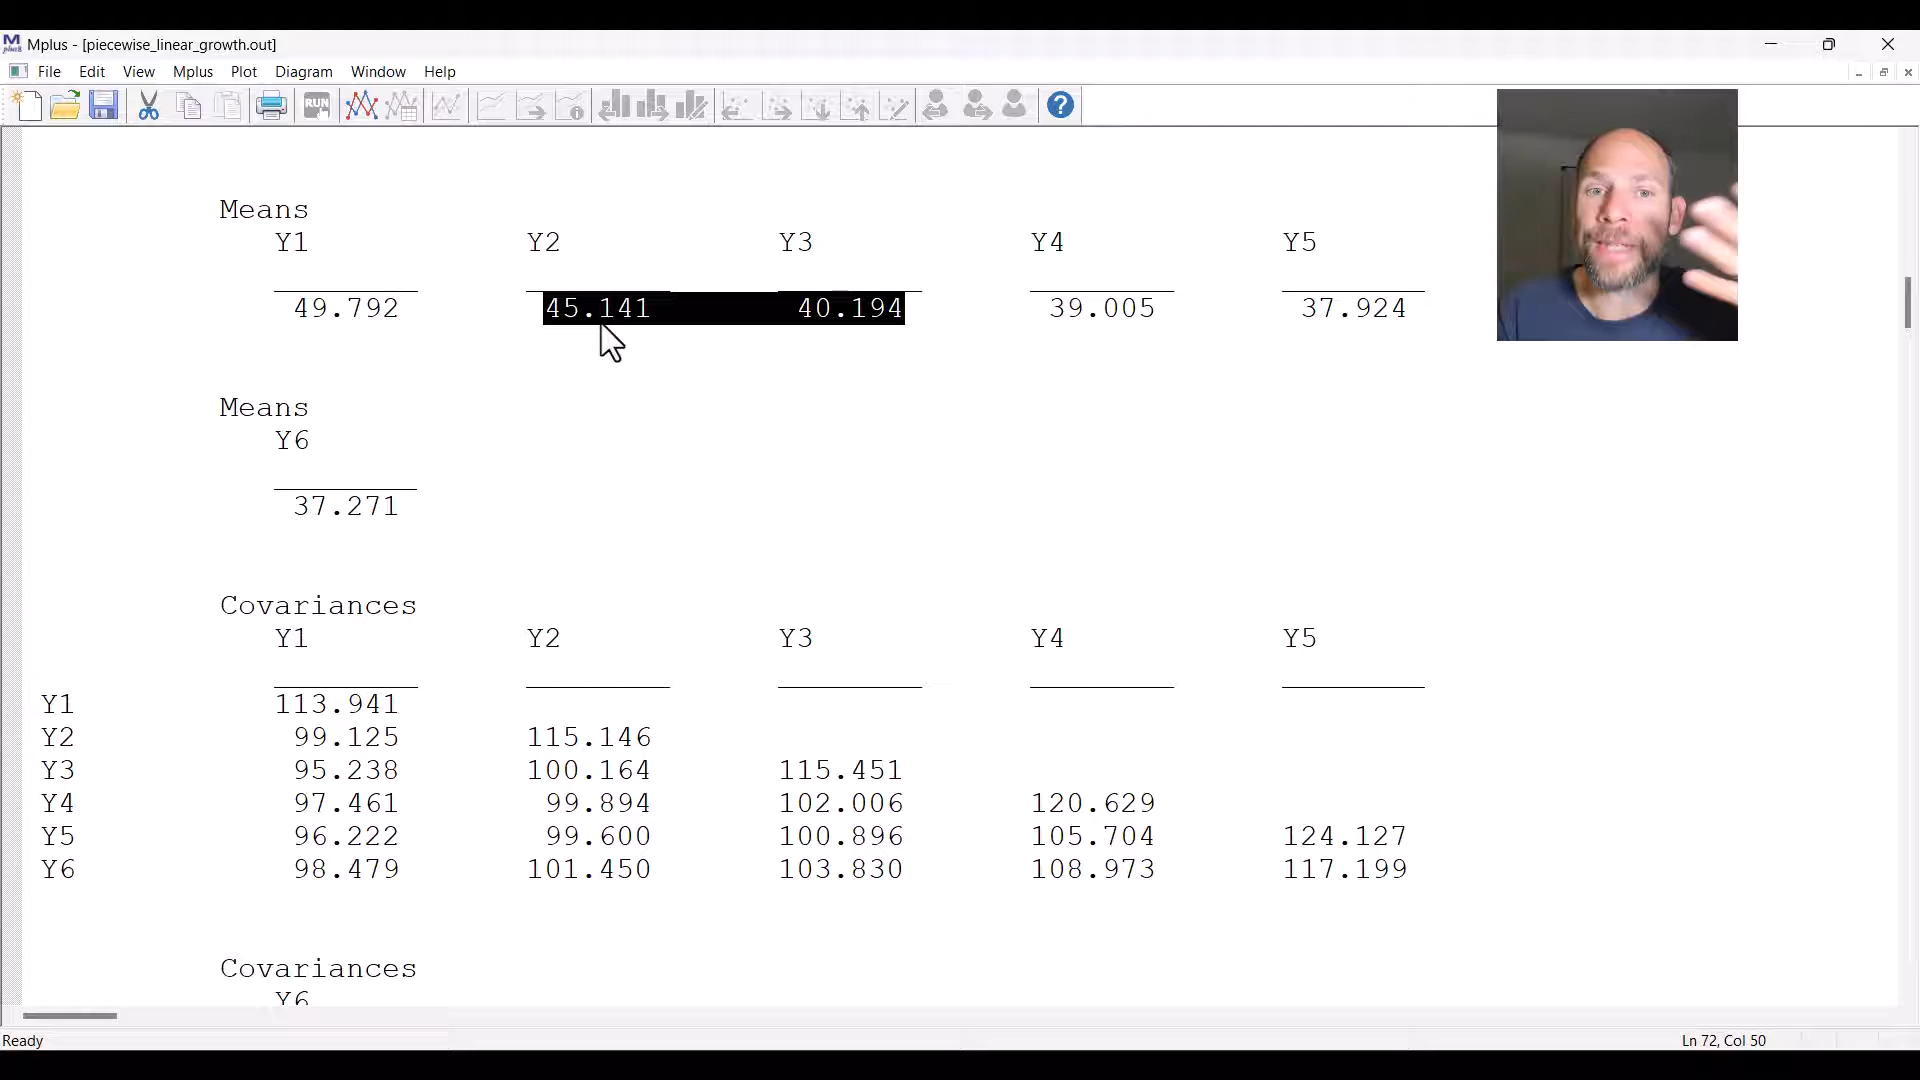 Mplus - [piecewise_linear_growth.out]
File Edit View Mplus Plot Diagram Window Help
RUN
Means
Y1 Y2 Y3 Y4 Y5
49.792 45.141 40.194 39.005 37.924
Means
Y6
37.271
Covariances
Y1 Y2 Y3 Y4 Y5
Y1 113.941
Y2 99.125 115.146
Y3 95.238 100.164 115.451
Y4 97.461 99.894 102.006 120.629
Y5 96.222 99.600 100.896 105.704 124.127
Y6 98.479 101.450 103.830 108.973 117.199
Covariances
Y6
Ready Ln 72, Col 50